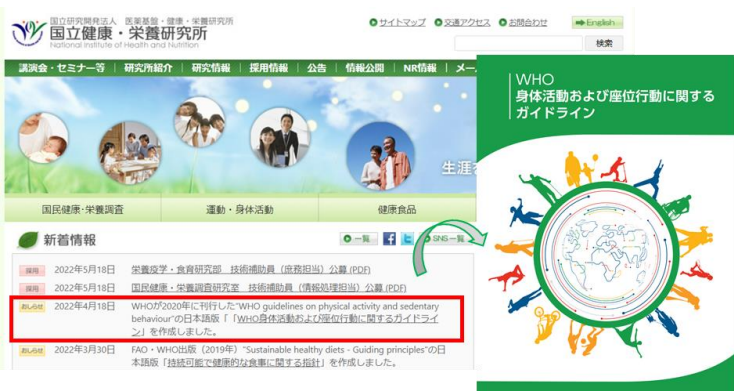 国立研究開発法人 医薬基盤・健康・栄養研究所
国立健康・栄養研究所
National Institute of Health and Nutrition
サイトマップ 交通アクセス お問合わせ English
検索
講演会・セミナー等 研究所紹介 研究情報 採用情報 公告 情報公開 NR情報 メー
生涯
国民健康・栄養調査 運動・身体活動 健康食品
新着情報
一覧 SNS一覧
採用 2022年5月18日 栄養疫学・食育研究部 技術補助員（庶務担当）公募 (PDF)
採用 2022年5月18日 国民健康・栄養調査研究室 技術補助員（情報処理担当）公募 (PDF)
おしらせ 2022年4月18日 WHOが2020年に刊行した"WHO guidelines on physical activity and sedentary
behaviour"の日本語版「「WHO身体活動および座位行動に関するガイドライ
ン」を作成しました。
おしらせ 2022年3月30日 FAO・WHO出版（2019年）"Sustainable healthy diets - Guiding principles"の日
本語版「持続可能で健康的な食事に関する指針」を作成しました。
WHO
身体活動および座位行動に関する
ガイドライン